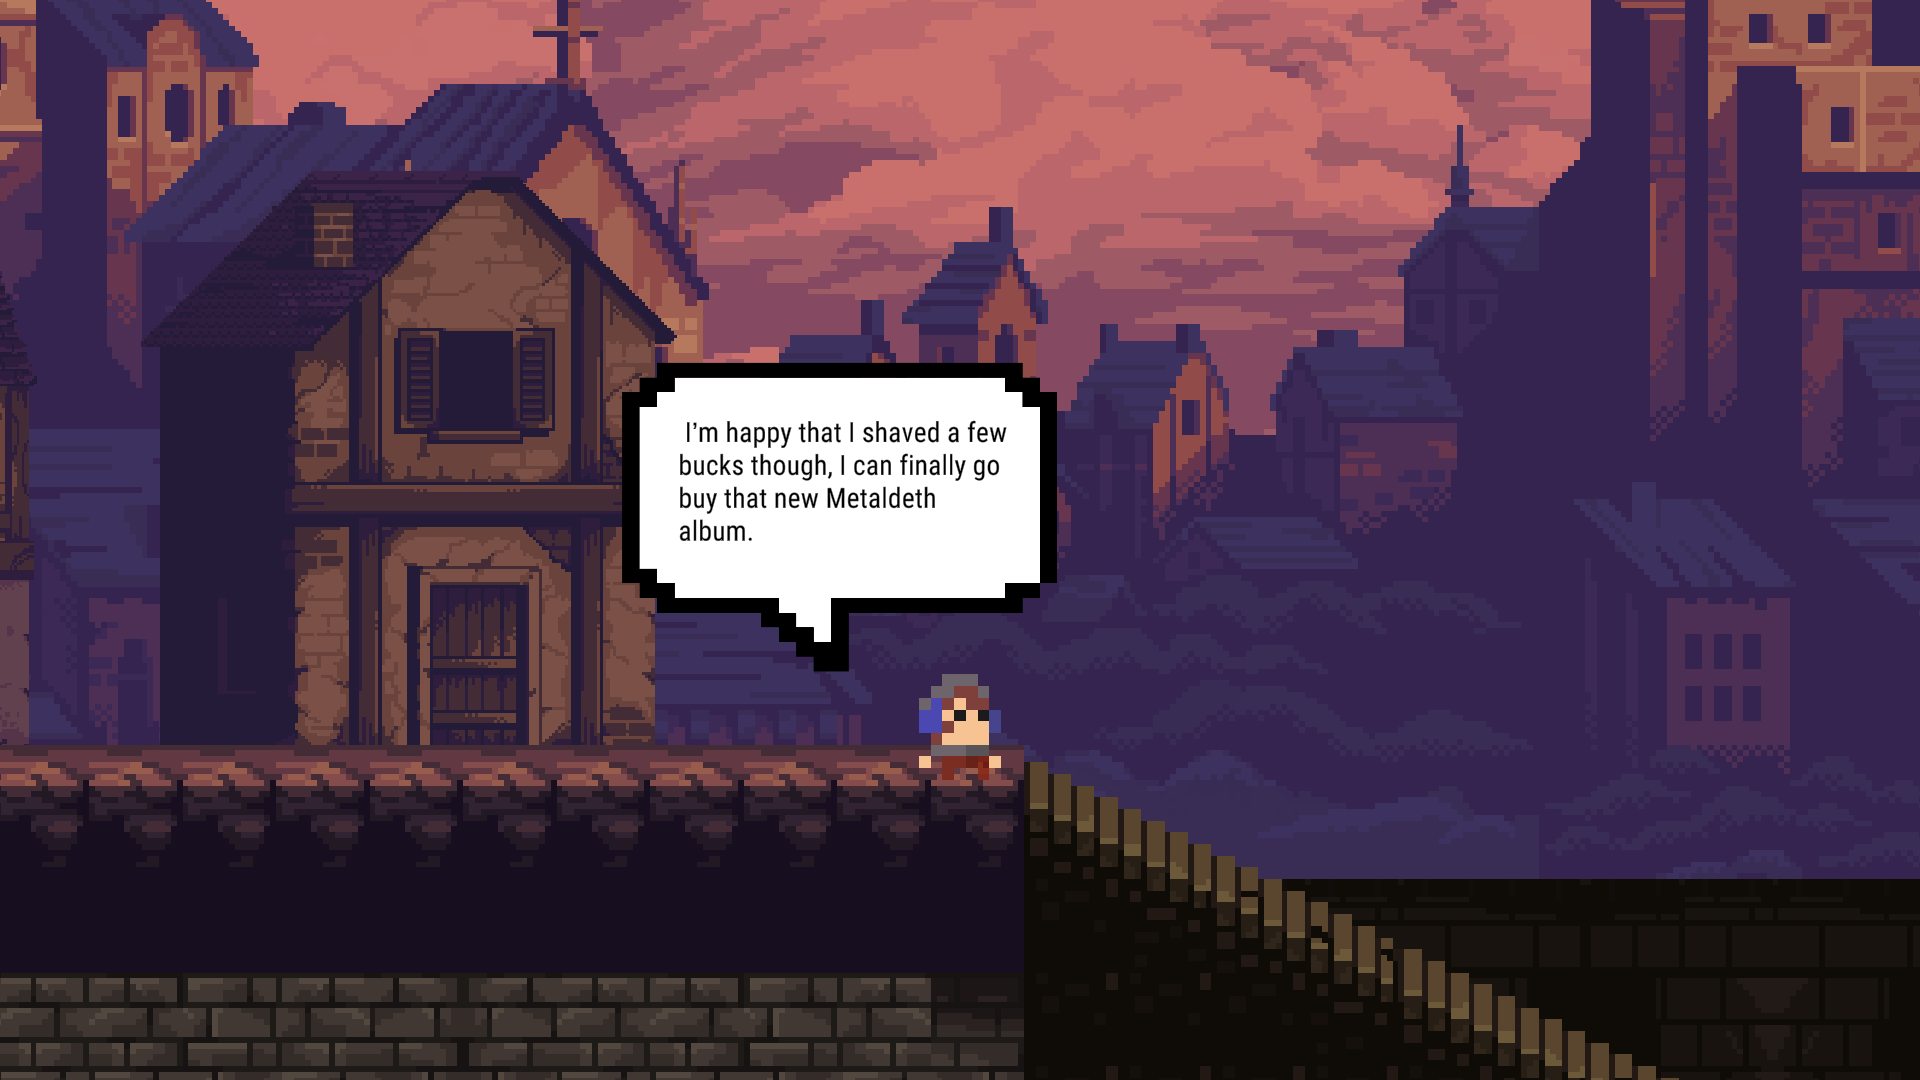 I'm happy that I shaved a few
bucks though, I can finally go
buy that new Metaldeth
album.